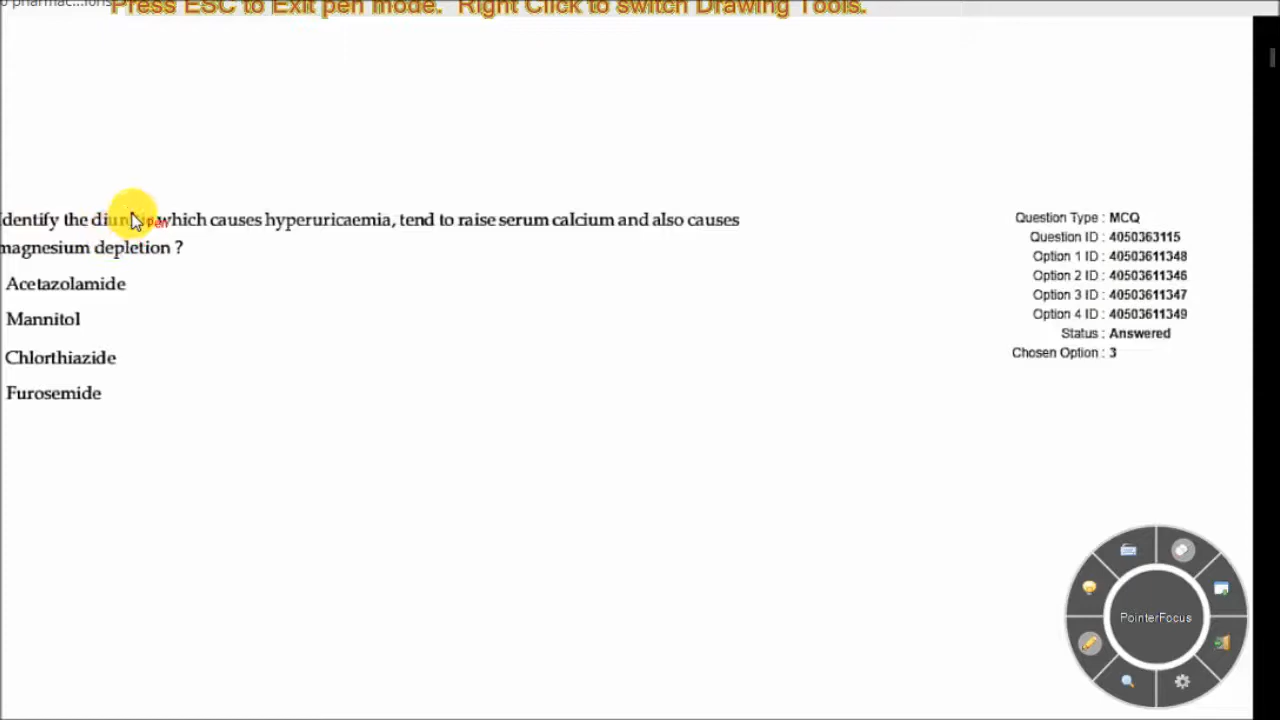 Press ESC to Exit pen mode. Right Click to switch Drawing Tools.
Identify the which causes hyperuricaemia, tend to raise serum calcium and also causes
magnesium depletion ?
Acetazolamide
Mannitol
Chlorthiazide
Furosemide
Pen
Question Type : MCQ
Question ID : 4050363115
Option 1 ID : 40503611348
Option 2 ID : 40503611346
Option 3 ID : 40503611347
Option 4 ID : 40503611349
Status : Answered
Chosen Option : 3
PointerFocus